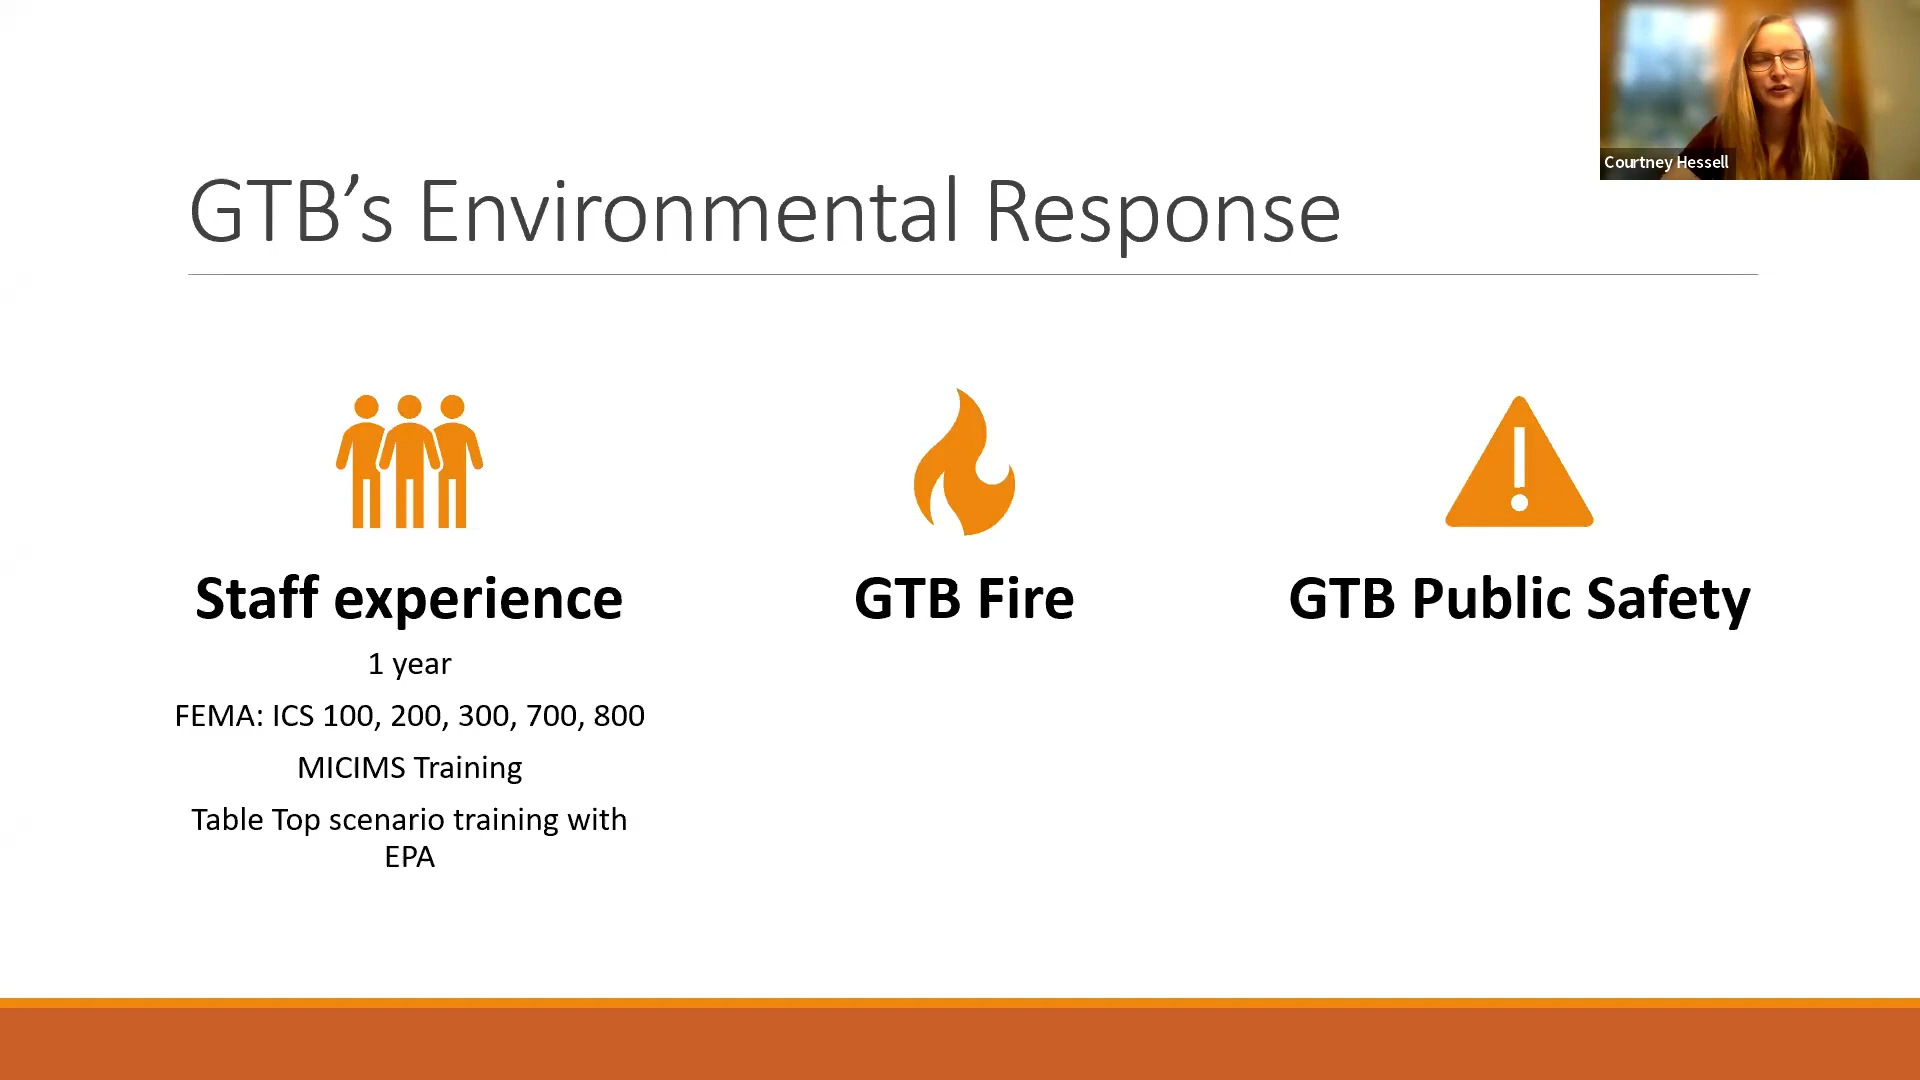 Courtney Hessell
GTB’s Environmental Response
Staff experience
1 year
FEMA: ICS 100, 200, 300, 700, 800
MICIMS Training
Table Top scenario training with
EPA
GTB Fire
GTB Public Safety